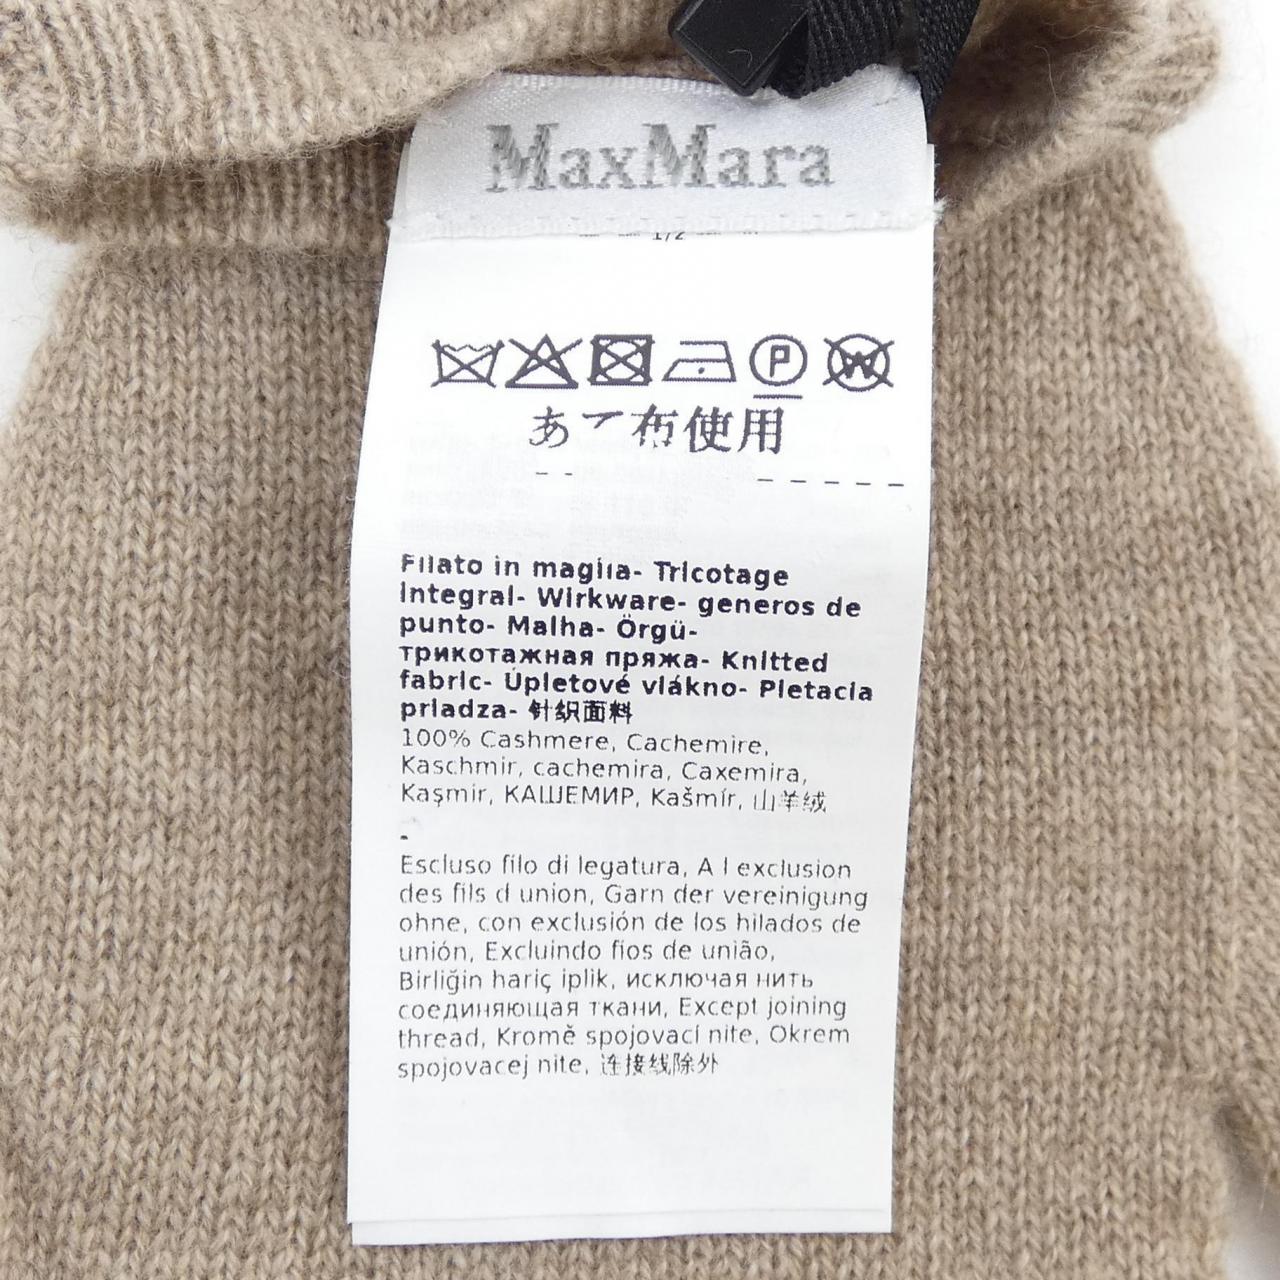 MaxMara
1/2
P
W
あて布使用
Filato in maglia- Tricotage
integral- Wirkware- generos de
punto- Malha- Örgü-
трикотажная пряжа- Knitted
fabric- Úpletové vlákno- Pletacia
priadza- 针织面料
100% Cashmere, Cachemire,
Kaschmir, cachemira, Caxemira,
Kaşmir, КАШЕМИР, Kašmír, 山羊绒
-
Escluso filo di legatura, A l exclusion
des fils d union, Garn der vereinigung
ohne, con exclusión de los hilados de
unión, Excluindo fios de união,
Birliğin hariç iplik, исключая нить
соединяющая ткани, Except joining
thread, Kromě spojovací nite, Okrem
spojovacej nite, 连接线除外